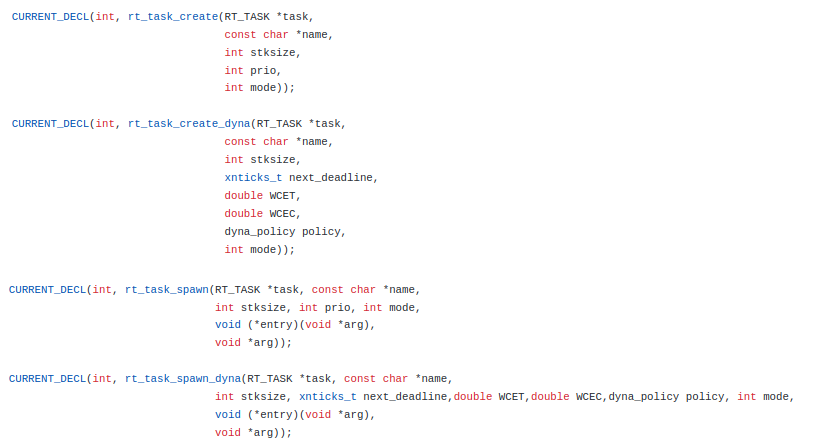 CURRENT_DECL(int, rt_task_create(RT_TASK *task,
const char *name,
int stksize,
int prio,
int mode));
CURRENT_DECL(int, rt_task_create_dyna(RT_TASK *task,
const char *name,
int stksize,
xnticks_t next_deadline,
double WCET,
double WCEC,
dyna_policy policy,
int mode));
CURRENT_DECL(int, rt_task_spawn(RT_TASK *task, const char *name,
int stksize, int prio, int mode,
void (*entry)(void *arg),
void *arg));
CURRENT_DECL(int, rt_task_spawn_dyna(RT_TASK *task, const char *name,
int stksize, xnticks_t next_deadline,double WCET,double WCEC,dyna_policy policy, int mode,
void (*entry)(void *arg),
void *arg));